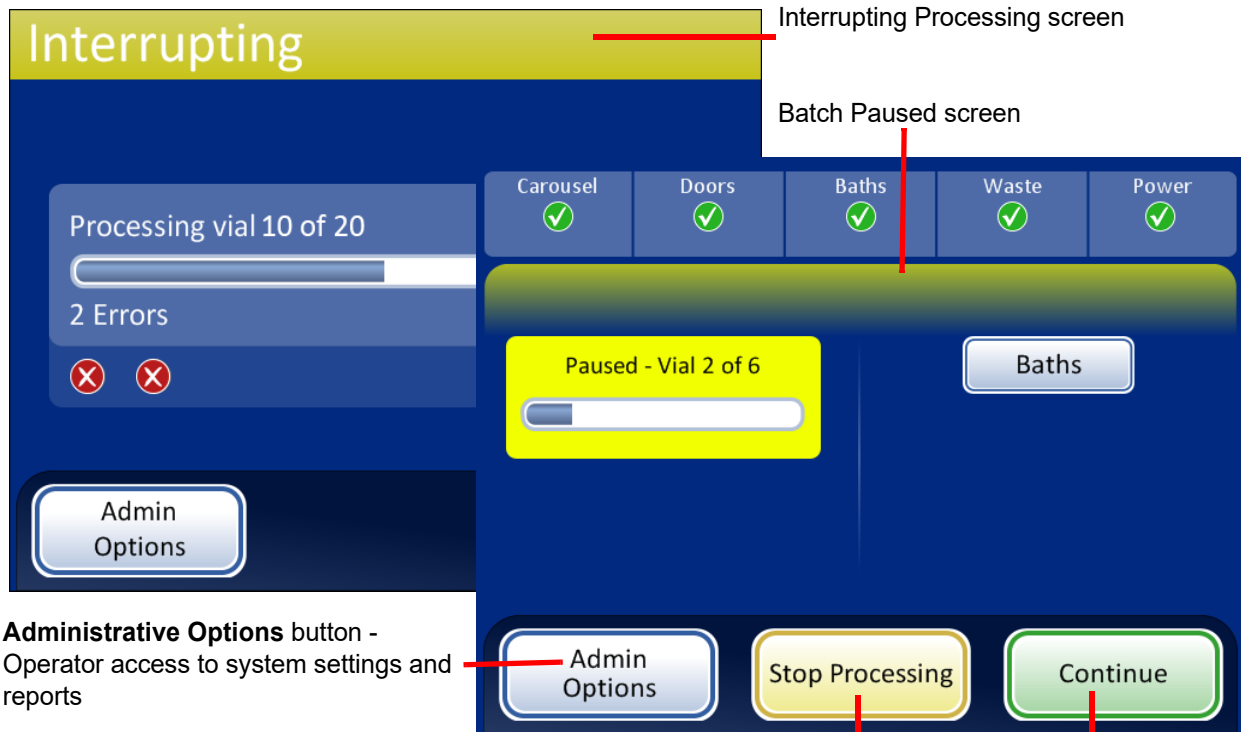 Interrupting
Interrupting Processing screen
Batch Paused screen
Processing vial 10 of 20
2 Errors
Admin
Options
Carousel
Doors
Baths
Waste
Power
Paused - Vial 2 of 6
Baths
Administrative Options button -
Operator access to system settings and
reports
Admin
Options
Stop Processing
Continue